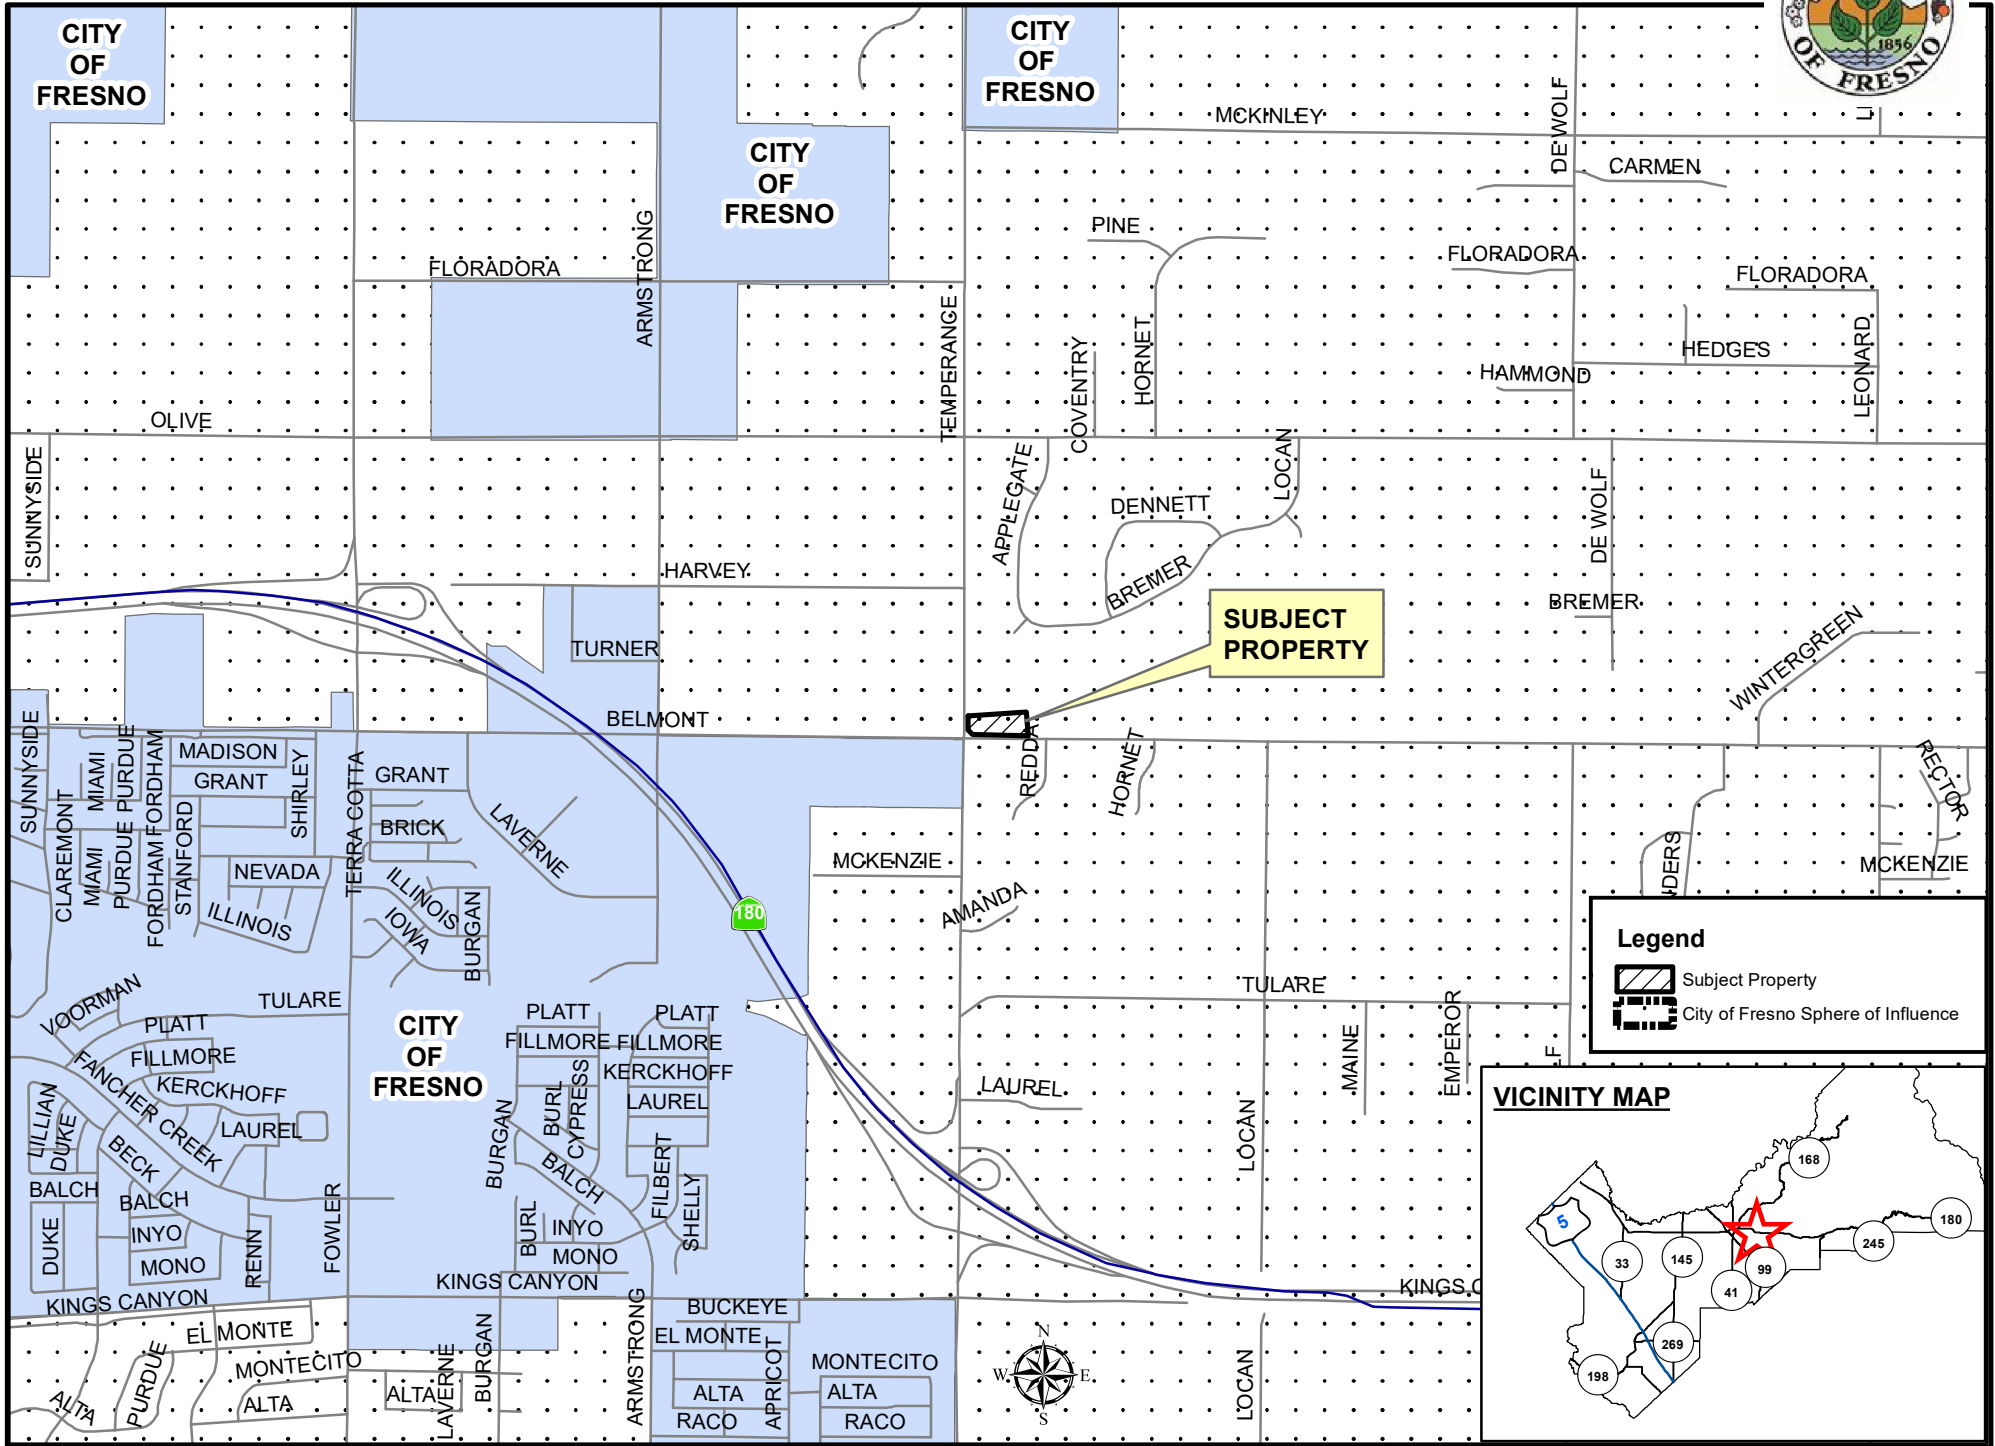 CITY
OF
FRESNO
CITY
OF
FRESNO
1856
OF FRESNO
MCKINLEY
DE WOLF
LE
CARMEN
CITY
OF
FRESNO
ARMSTRONG
PINE
FLORADORA
FLORADORA
FLORADORA
TEMPERANCE
COVENTRY
HORNET
HEDGES
HAMMOND
LEONARD
OLIVE
SUNNYSIDE
APPLEGATE
LOCAN
DENNETT
DE WOLF
HARVEY
BREMER
BREMER
SUBJECT
PROPERTY
TURNER
WINTERGREEN
BELMONT
SUNNYSIDE
MIAMI
PURDUE
FORDHAM
MADISON
GRANT
SHIRLEY
TERRA COTTA
GRANT
REDDA
HORNET
RECTOR
CLAREMONT
MIAMI
PURDUE
FORDHAM
STANFORD
BRICK
LAVERNE
NEVADA
ILLINOIS
ILLINOIS
IOWA
BURGAN
MCKENZIE
NDERS
MCKENZIE
AMANDA
180
Legend
Subject Property
City of Fresno Sphere of Influence
VOORMAN
TULARE
TULARE
PLATT
CITY
OF
FRESNO
PLATT
PLATT
FILLMORE
FILLMORE
FILLMORE
FANCHER CREEK
KERCKHOFF
KERCKHOFF
MAINE
EMPEROR
LF
LILLIAN
DUKE
LAUREL
BURL
CYPRESS
LAUREL
LAUREL
BECK
BURGAN
BALCH
FILBERT
SHELLY
LOCAN
BALCH
BALCH
DUKE
INYO
MONO
RENN
FOWLER
BURL
INYO
MONO
KINGS CANYON
KINGS CANYON
KINGS C
BUCKEYE
EL MONTE
EL MONTE
PURDUE
MONTECITO
LAVERNE
BURGAN
ARMSTRONG
APRICOT
MONTECITO
ALTA
ALTA
ALTA
ALTA
ALTA
RACO
RACO
LOCAN
N
W
E
S
VICINITY MAP
168
5
180
245
33
145
99
41
269
198